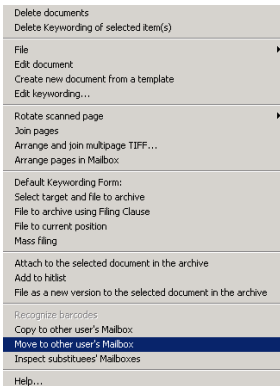 Delete documents
Delete Keywording of selected item(s)
File
Edit document
Create new document from a template
Edit keywording...
Rotate scanned page
Join pages
Arrange and join multipage TIFF...
Arrange pages in Mailbox
Default Keywording Form:
Select target and file to archive
File to archive using Filing Clause
File to current position
Mass filing
Attach to the selected document in the archive
Add to hitlist
File as a new version to the selected document in the archive
Recognize barcodes
Copy to other user's Mailbox
Move to other user's Mailbox
Inspect substituees' Mailboxes
Help...